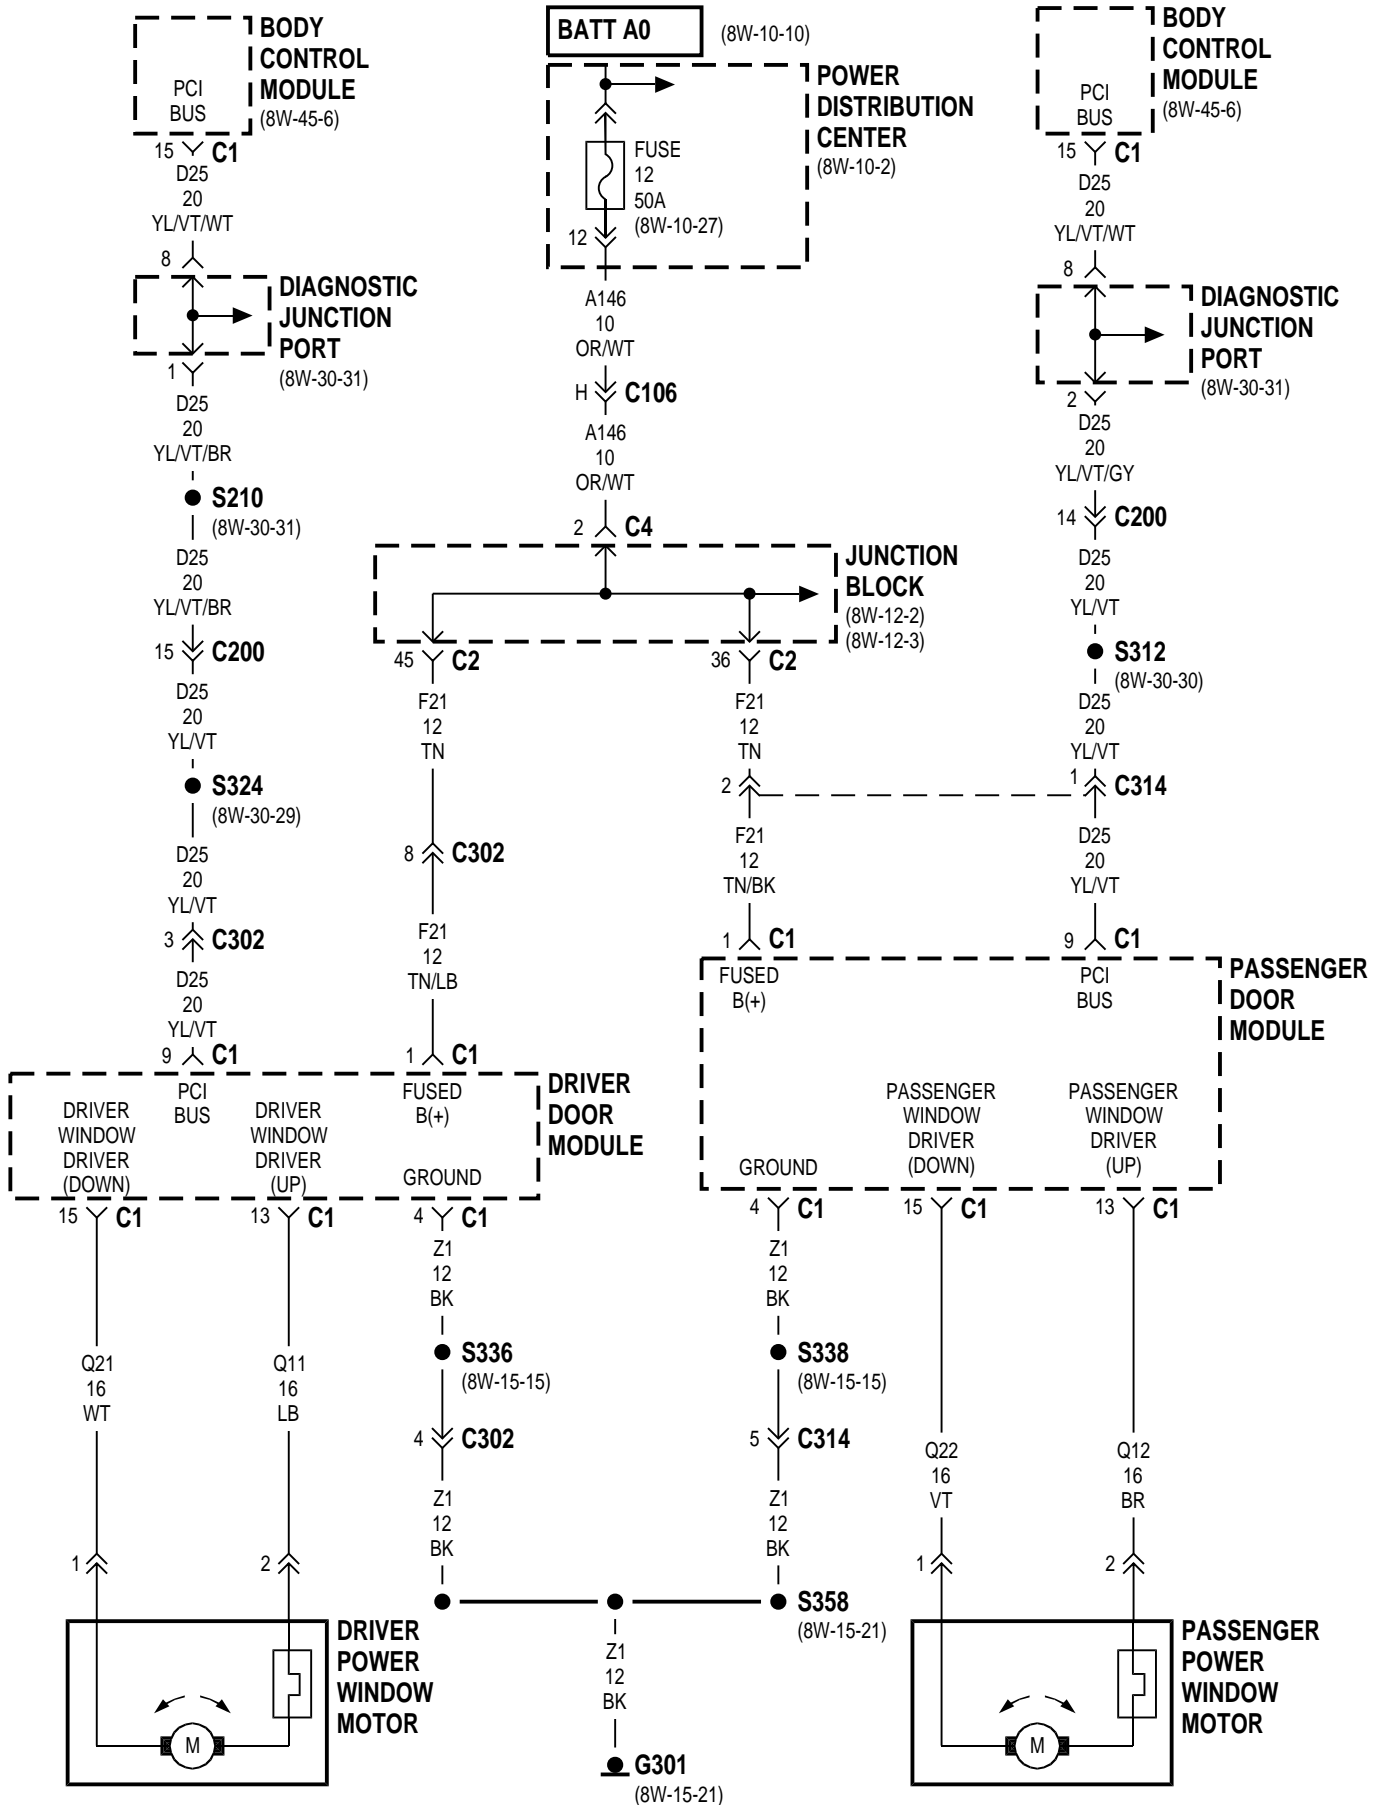 BODY
CONTROL
MODULE
(8W-45-6)
PCI
BUS
15 C1
D25
20
YL/VT/WT
8
DIAGNOSTIC
JUNCTION
PORT
(8W-30-31)
1
D25
20
YL/VT/BR
S210
(8W-30-31)
D25
20
YL/VT/BR
15 C200
D25
20
YL/VT
S324
(8W-30-29)
D25
20
YL/VT
3 C302
D25
20
YL/VT
9 C1
BATT A0 (8W-10-10)
POWER
DISTRIBUTION
CENTER
(8W-10-2)
FUSE
12
50A
(8W-10-27)
12
A146
10
OR/WT
H C106
A146
10
OR/WT
2 C4
JUNCTION
BLOCK
(8W-12-2)
(8W-12-3)
45 C2
F21
12
TN
8 C302
F21
12
TN/LB
1 C1
36 C2
F21
12
TN
2
F21
12
TN/BK
1 C1
BODY
CONTROL
MODULE
(8W-45-6)
PCI
BUS
15 C1
D25
20
YL/VT/WT
8
DIAGNOSTIC
JUNCTION
PORT
(8W-30-31)
2
D25
20
YL/VT/GY
14 C200
D25
20
YL/VT
S312
(8W-30-30)
D25
20
YL/VT
1 C314
D25
20
YL/VT
9 C1
DRIVER
DOOR
MODULE
PCI
BUS
FUSED
B(+)
DRIVER
WINDOW
DRIVER
(DOWN)
DRIVER
WINDOW
DRIVER
(UP)
GROUND
15 C1
13 C1
4 C1
Q21
16
WT
1
Q11
16
LB
2
Z1
12
BK
S336
(8W-15-15)
4 C302
Z1
12
BK
DRIVER
POWER
WINDOW
MOTOR
M
PASSENGER
DOOR
MODULE
FUSED
B(+)
PCI
BUS
GROUND
PASSENGER
WINDOW
DRIVER
(DOWN)
PASSENGER
WINDOW
DRIVER
(UP)
4 C1
15 C1
13 C1
Z1
12
BK
S338
(8W-15-15)
5 C314
Z1
12
BK
S358
(8W-15-21)
Z1
12
BK
G301
(8W-15-21)
Q22
16
VT
1
Q12
16
BR
2
PASSENGER
POWER
WINDOW
MOTOR
M